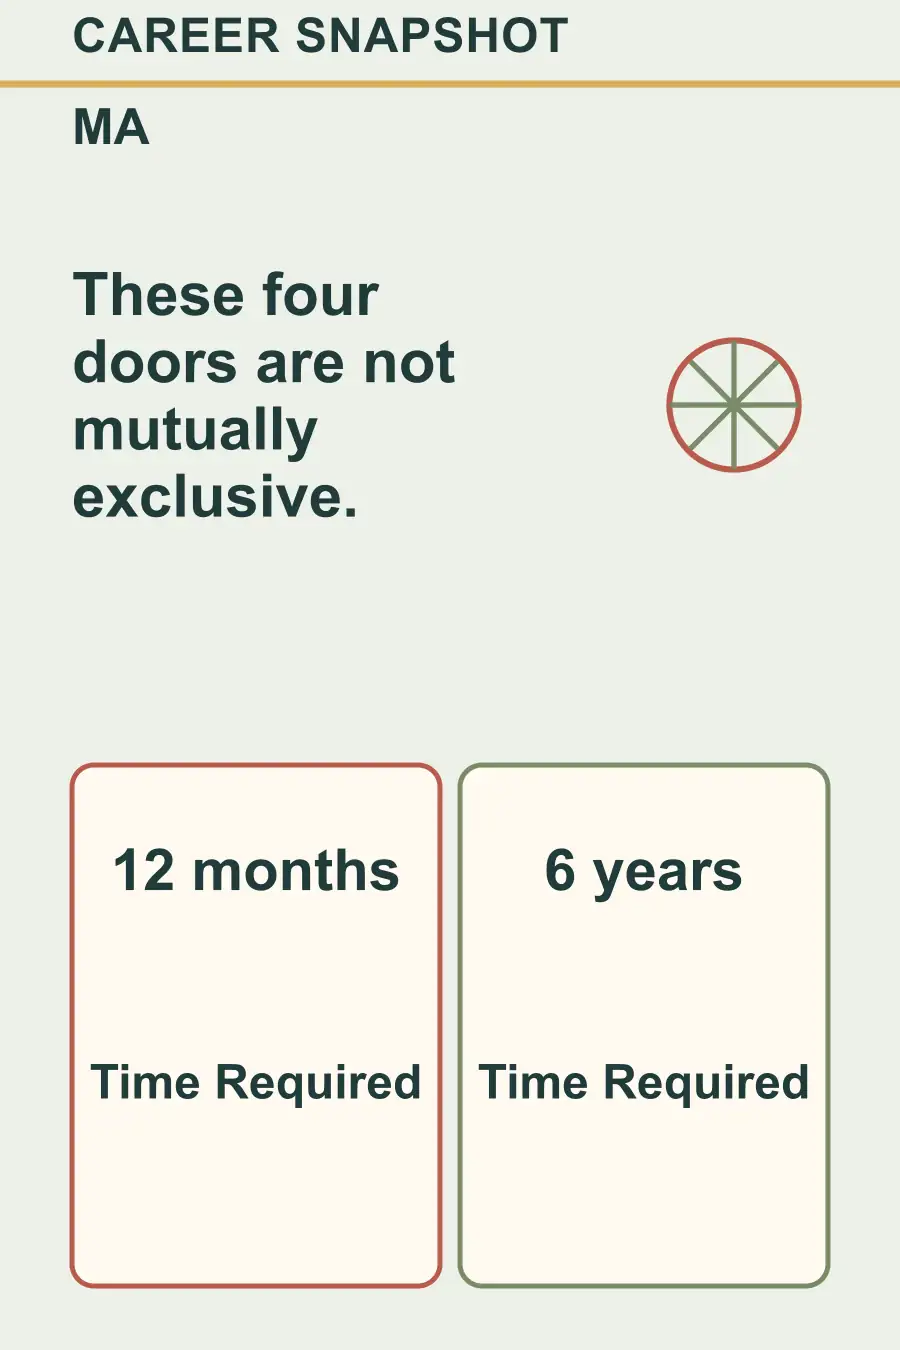 CAREER SNAPSHOT
MA
These four
doors are not
mutually
exclusive.
12 months
Time Required
6 years
Time Required